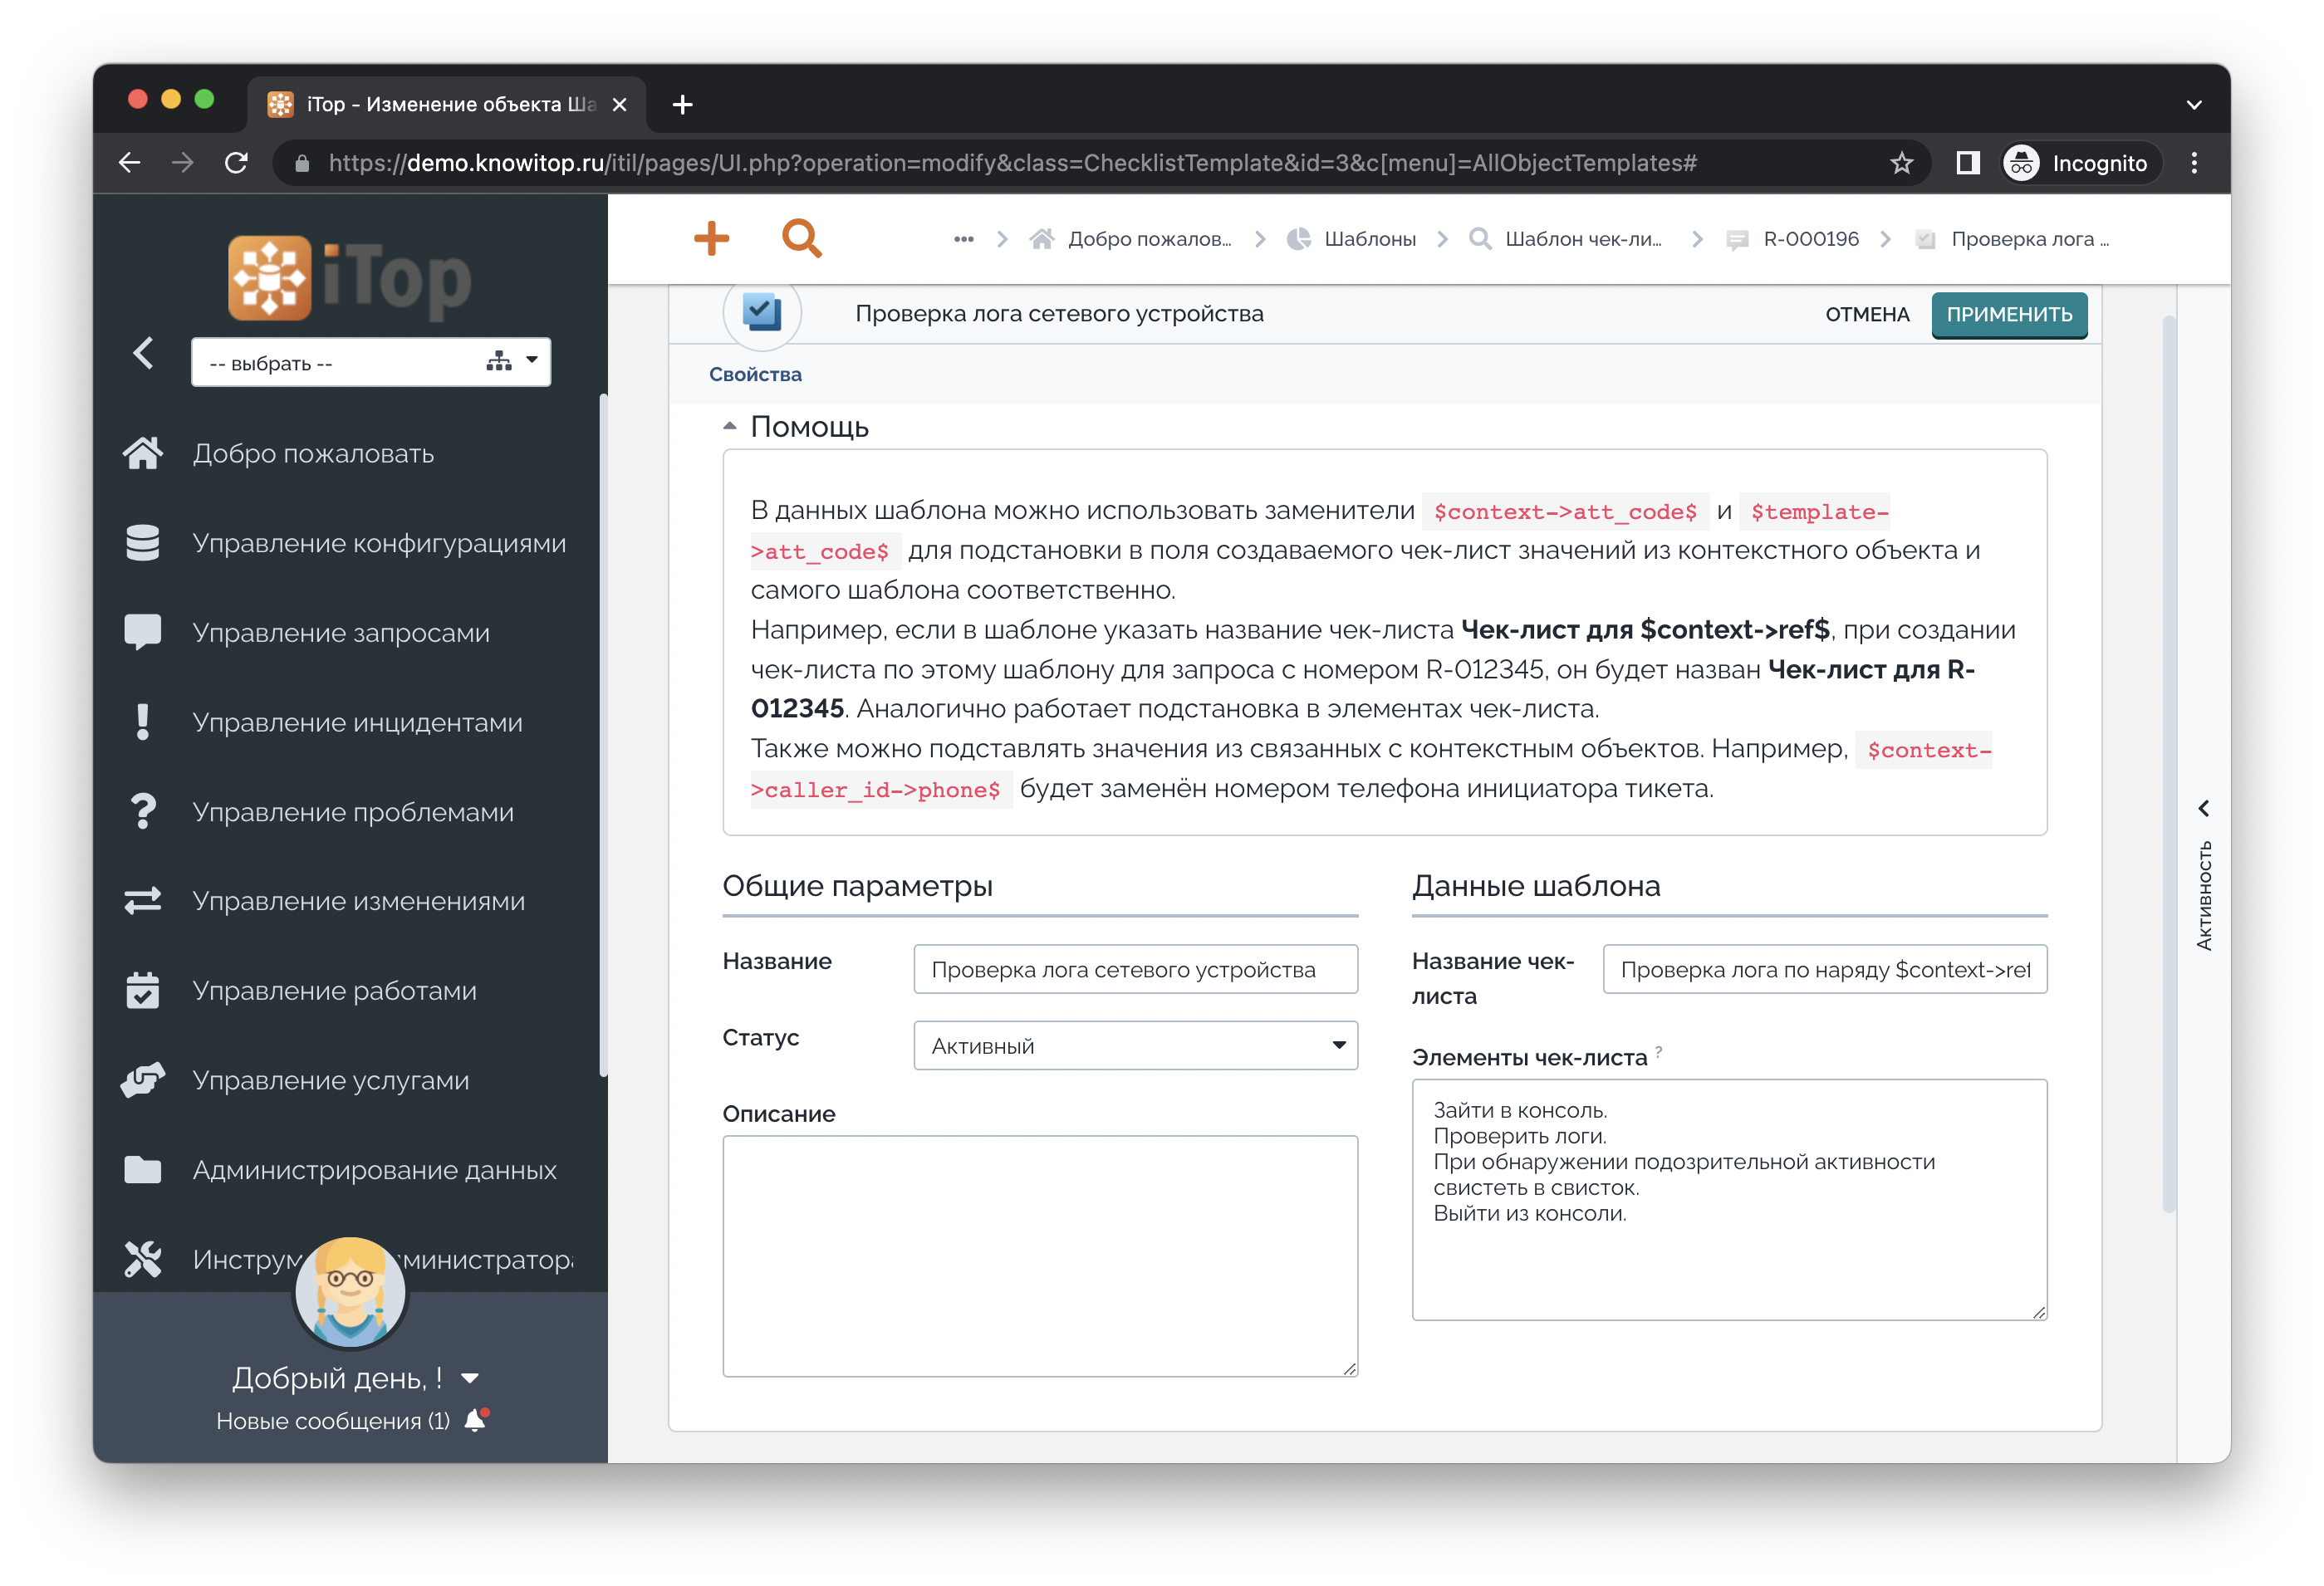 iTop - Изменение объекта Ша
https://demo.knowitop.ru/itil/pages/UI.php?operation=modify&class=ChecklistTemplate&id=3&c[menu]=AllObjectTemplates#
Incognito
iTop
-- выбрать --
Добро пожаловать
Управление конфигурациями
Управление запросами
Управление инцидентами
Управление проблемами
Управление изменениями
Управление работами
Управление услугами
Администрирование данных
Инструм министратора
Добрый день, !
Новые сообщения (1)
••• Добро пожалов... Шаблоны Шаблон чек-ли... R-000196 Проверка лога ...
Проверка лога сетевого устройства
ОТМЕНА
ПРИМЕНИТЬ
Свойства
Помощь
В данных шаблона можно использовать заменители $context->att_code$ и $template-
>att_code$ для подстановки в поля создаваемого чек-лист значений из контекстного объекта и
самого шаблона соответственно.
Например, если в шаблоне указать название чек-листа Чек-лист для $context->ref$, при создании
чек-листа по этому шаблону для запроса с номером R-012345, он будет назван Чек-лист для R-
012345. Аналогично работает подстановка в элементах чек-листа.
Также можно подставлять значения из связанных с контекстным объектов. Например, $context-
>caller_id->phone$ будет заменён номером телефона инициатора тикета.
Общие параметры
Название
Проверка лога сетевого устройства
Статус
Активный
Описание
Данные шаблона
Название чек-
листа
Проверка лога по наряду $context->ref
Элементы чек-листа ?
Зайти в консоль.
Проверить логи.
При обнаружении подозрительной активности
свистеть в свисток.
Выйти из консоли.
Активность